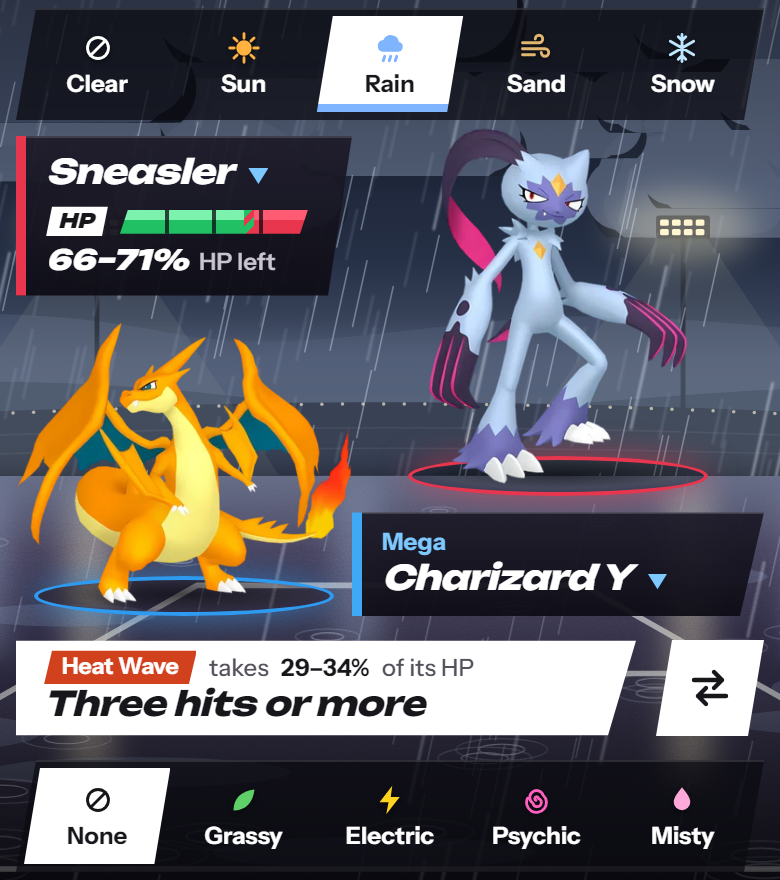 Clear
Sun
Rain
Sand
Snow
Sneasler
HP
66–71% HP left
Mega
Charizard Y
Heat Wave takes 29–34% of its HP
Three hits or more
None
Grassy
Electric
Psychic
Misty